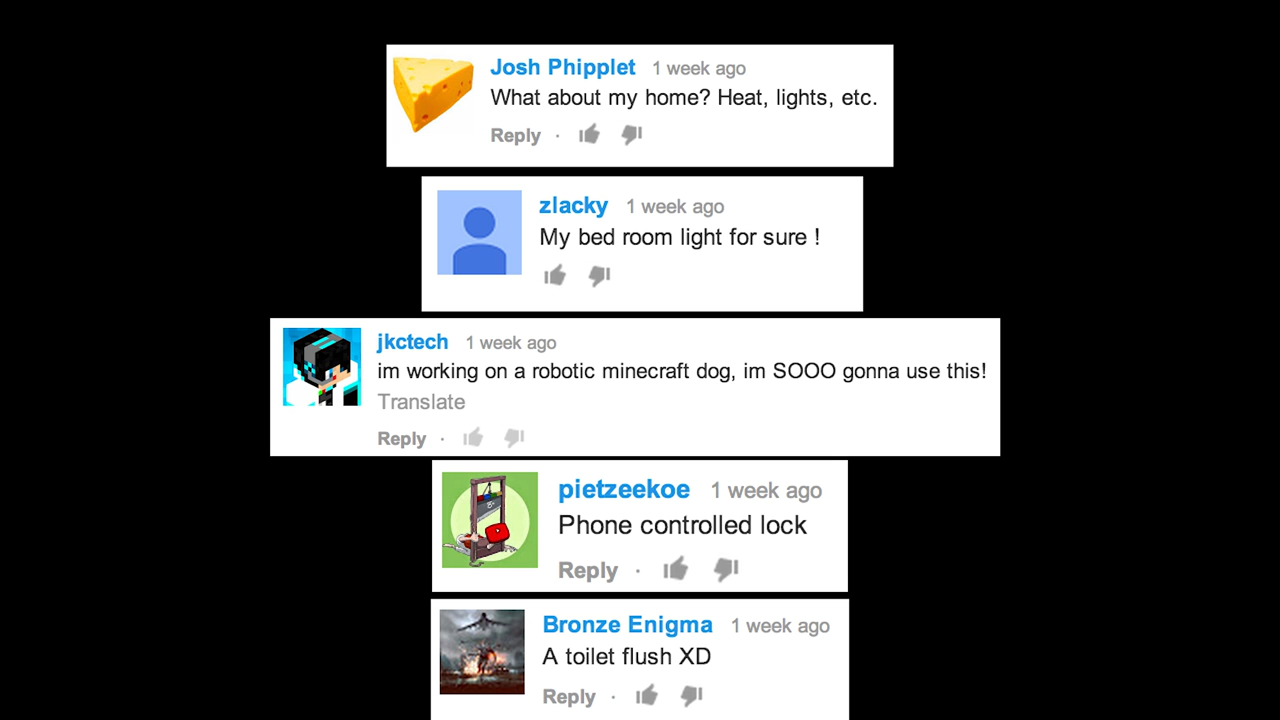 Josh Phipplet 1 week ago
What about my home? Heat, lights, etc.
Reply ·
zlacky 1 week ago
My bed room light for sure !
jkctech 1 week ago
im working on a robotic minecraft dog, im SOOO gonna use this!
Translate
Reply ·
pietzeekoe 1 week ago
Phone controlled lock
Reply ·
Bronze Enigma 1 week ago
A toilet flush XD
Reply ·